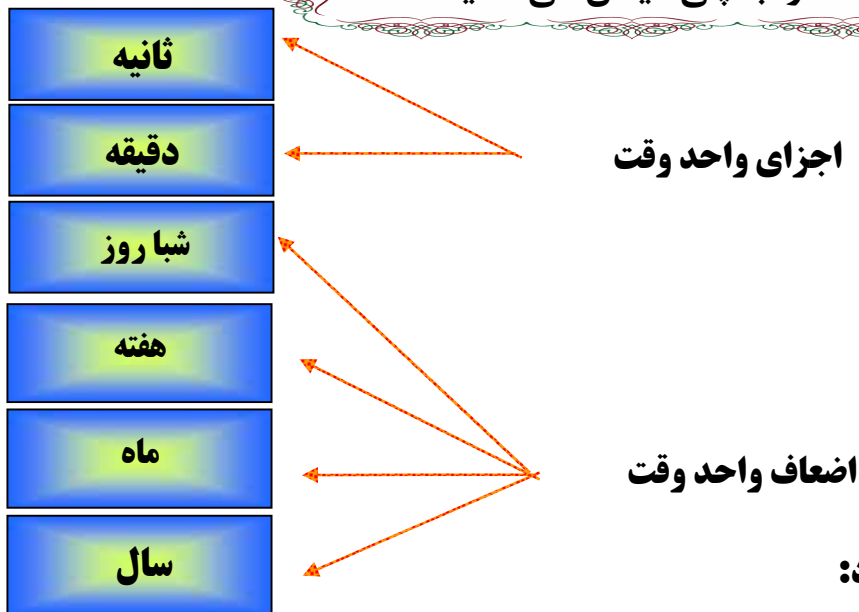 ثانیه
دقیقه
اجزای واحد وقت
شبا روز
هفته
ماه
اضعاف واحد وقت
سال